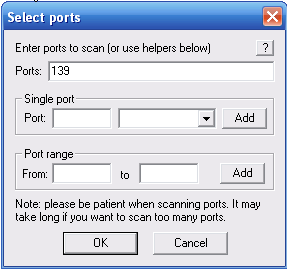 Select ports
Enter ports to scan (or use helpers below) ?
Ports: 139
Single port
Port: Add
Port range
From: to Add
Note: please be patient when scanning ports. It may
take long if you want to scan too many ports.
OK Cancel